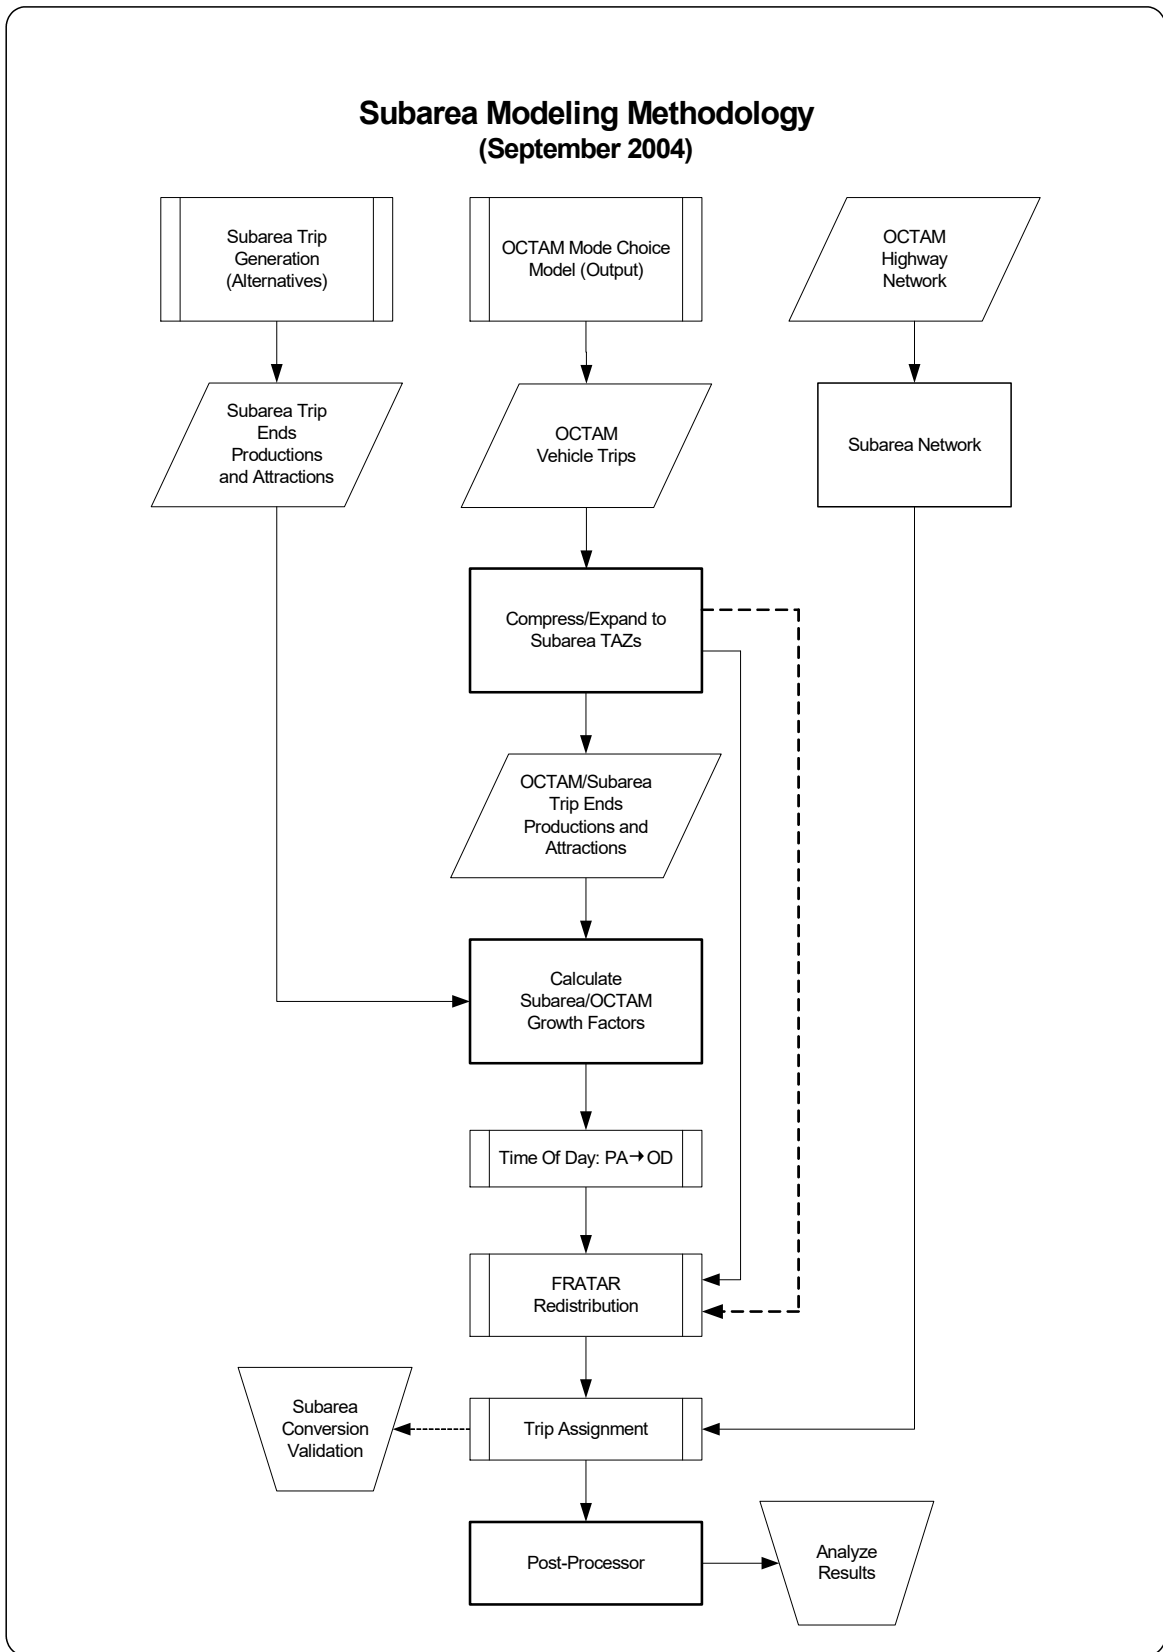 Subarea Modeling Methodology
(September 2004)
Subarea Trip
Generation
(Alternatives)
OCTAM Mode Choice
Model (Output)
OCTAM
Highway
Network
Subarea Trip
Ends
Productions
and Attractions
OCTAM
Vehicle Trips
Subarea Network
Compress/Expand to
Subarea TAZs
OCTAM/Subarea
Trip Ends
Productions and
Attractions
Calculate
Subarea/OCTAM
Growth Factors
Time Of Day: PA→OD
FRATAR
Redistribution
Subarea
Conversion
Validation
Trip Assignment
Post-Processor
Analyze
Results